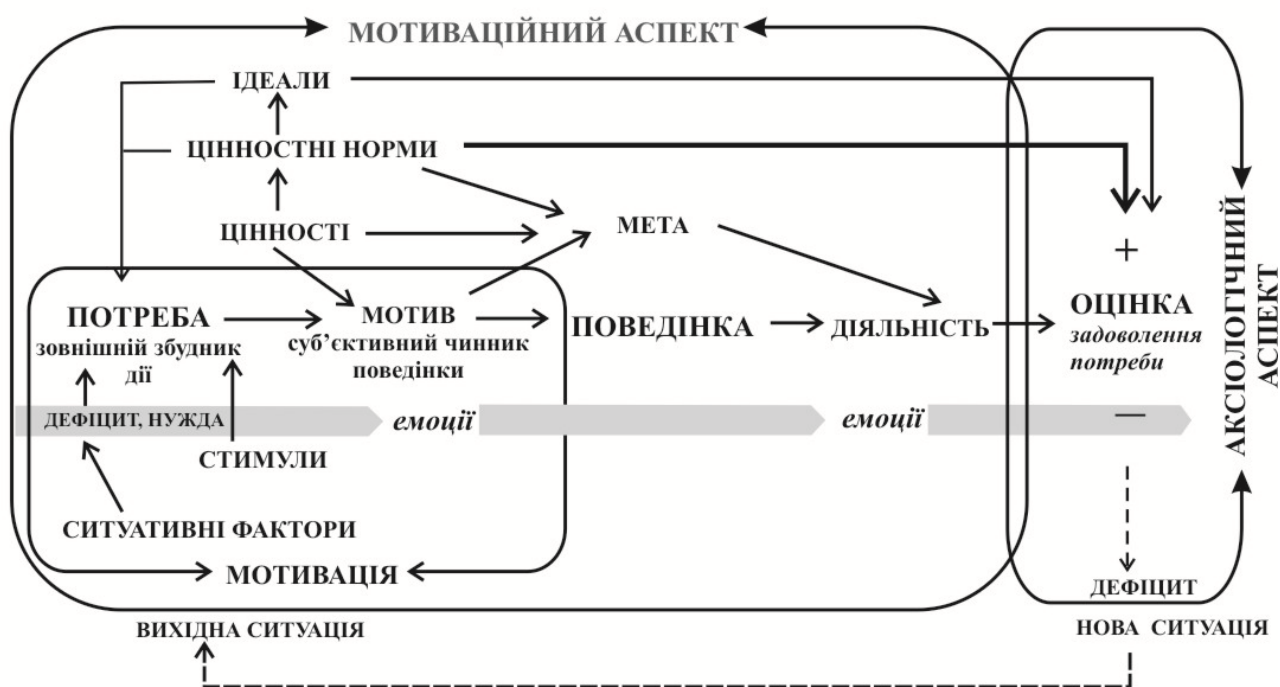 МОТИВАЦІЙНИЙ АСПЕКТ
ІДЕАЛИ
ЦІННОСТНІ НОРМИ
ЦІННОСТІ
МЕТА
+
ПОТРЕБА
зовнішній збудник
дії
МОТИВ
суб’єктивний чинник
поведінки
ПОВЕДІНКА
ДІЯЛЬНІСТЬ
ОЦІНКА
задоволення
потреби
—
АКСІОЛОГІЧНИЙ
АСПЕКТ
ДЕФІЦИТ, НУЖДА
емоції
емоції
СТИМУЛИ
СИТУАТИВНІ ФАКТОРИ
МОТИВАЦІЯ
ДЕФІЦИТ
ВИХІДНА СИТУАЦІЯ
НОВА СИТУАЦІЯ